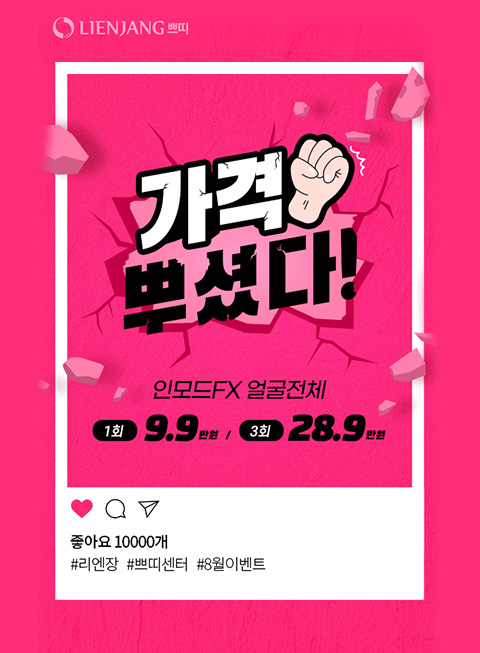 LIENJANG 쁘띠
가격
뿌셨다!
인모드FX 얼굴전체
1회 9.9만원 / 3회 28.9만원
좋아요 10000개
#리엔장 #쁘띠센터 #8월이벤트